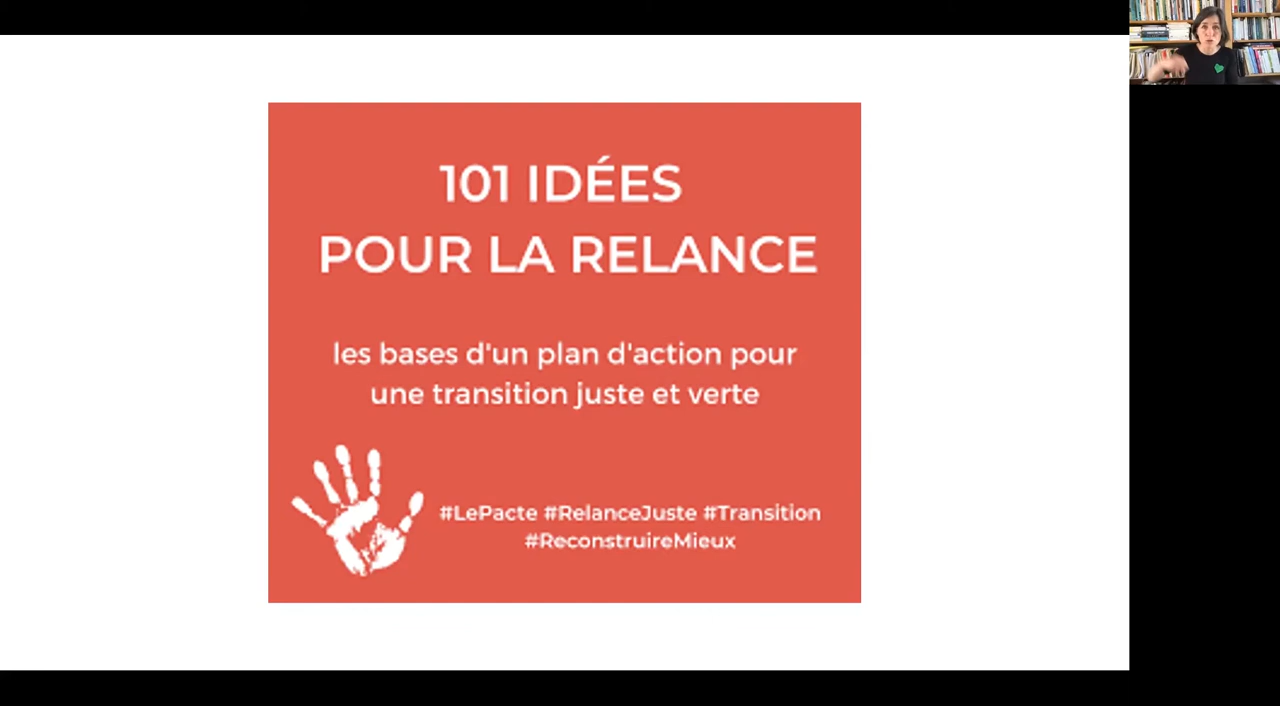 101 IDÉES
POUR LA RELANCE
les bases d'un plan d'action pour
une transition juste et verte
#LePacte #RelanceJuste #Transition
#ReconstruireMieux